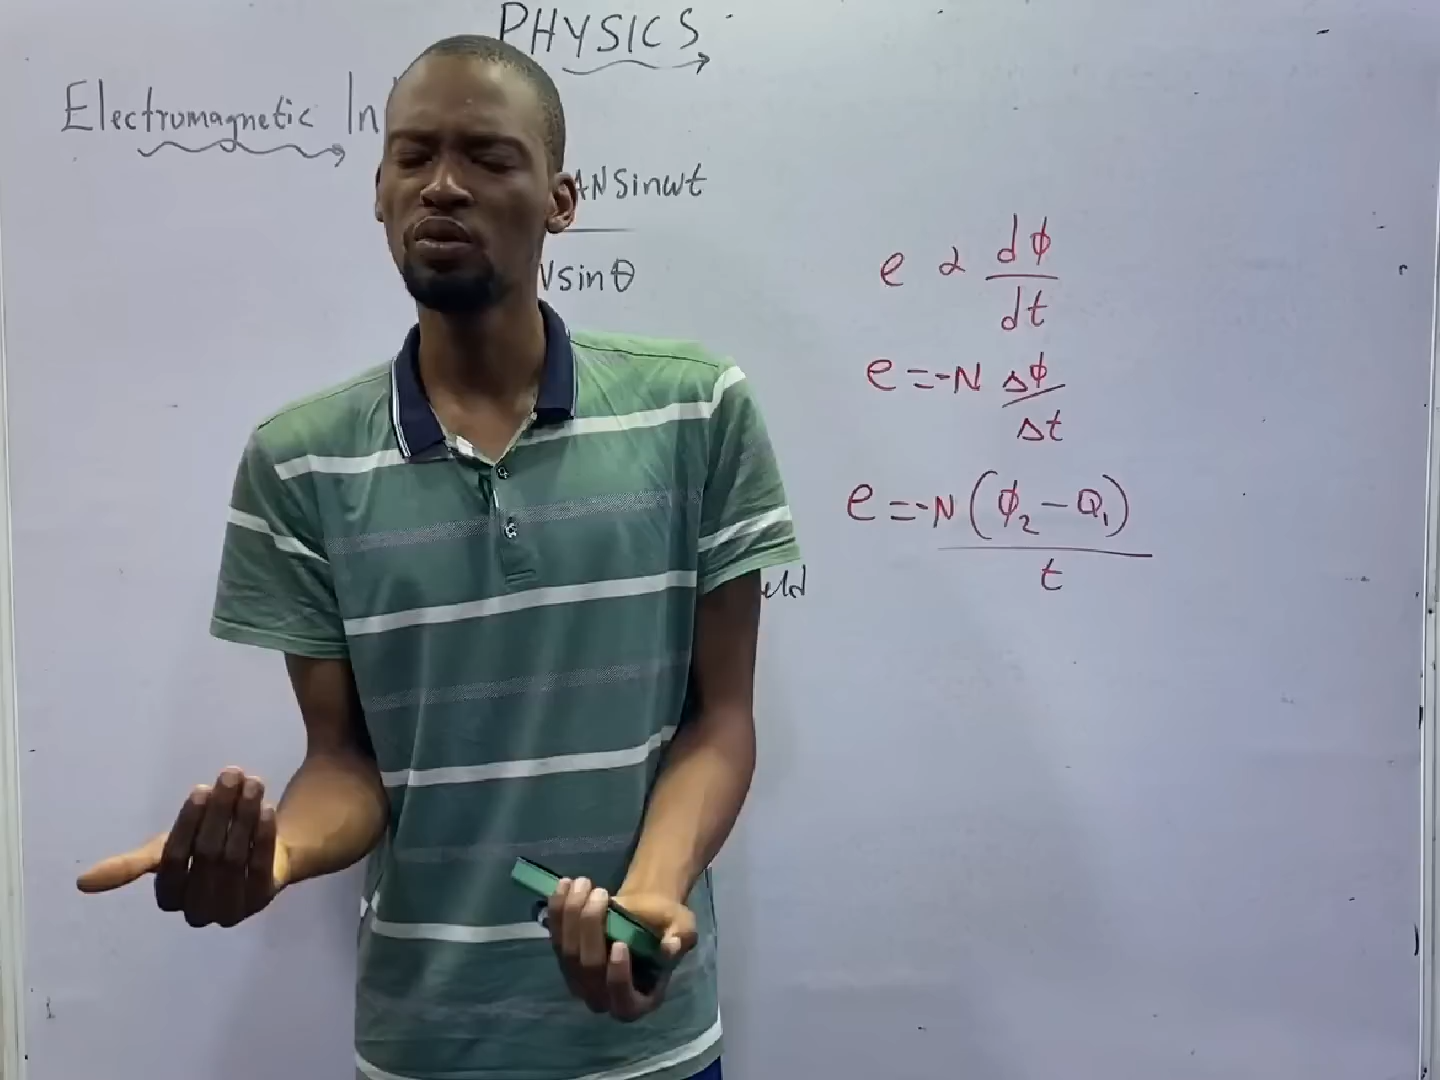 PHYSICS
Electromagnetic In
ANSinωt
Nsinθ
e α dφ
dt
e = -N Δφ
Δt
e = -N (φ₂ - Q₁)
t
eld